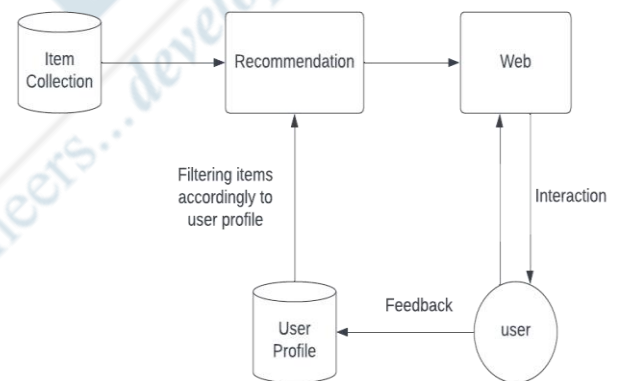 Item
Collection
Recommendation
Web
Filtering items
accordingly to
user profile
Interaction
Feedback
User
Profile
user